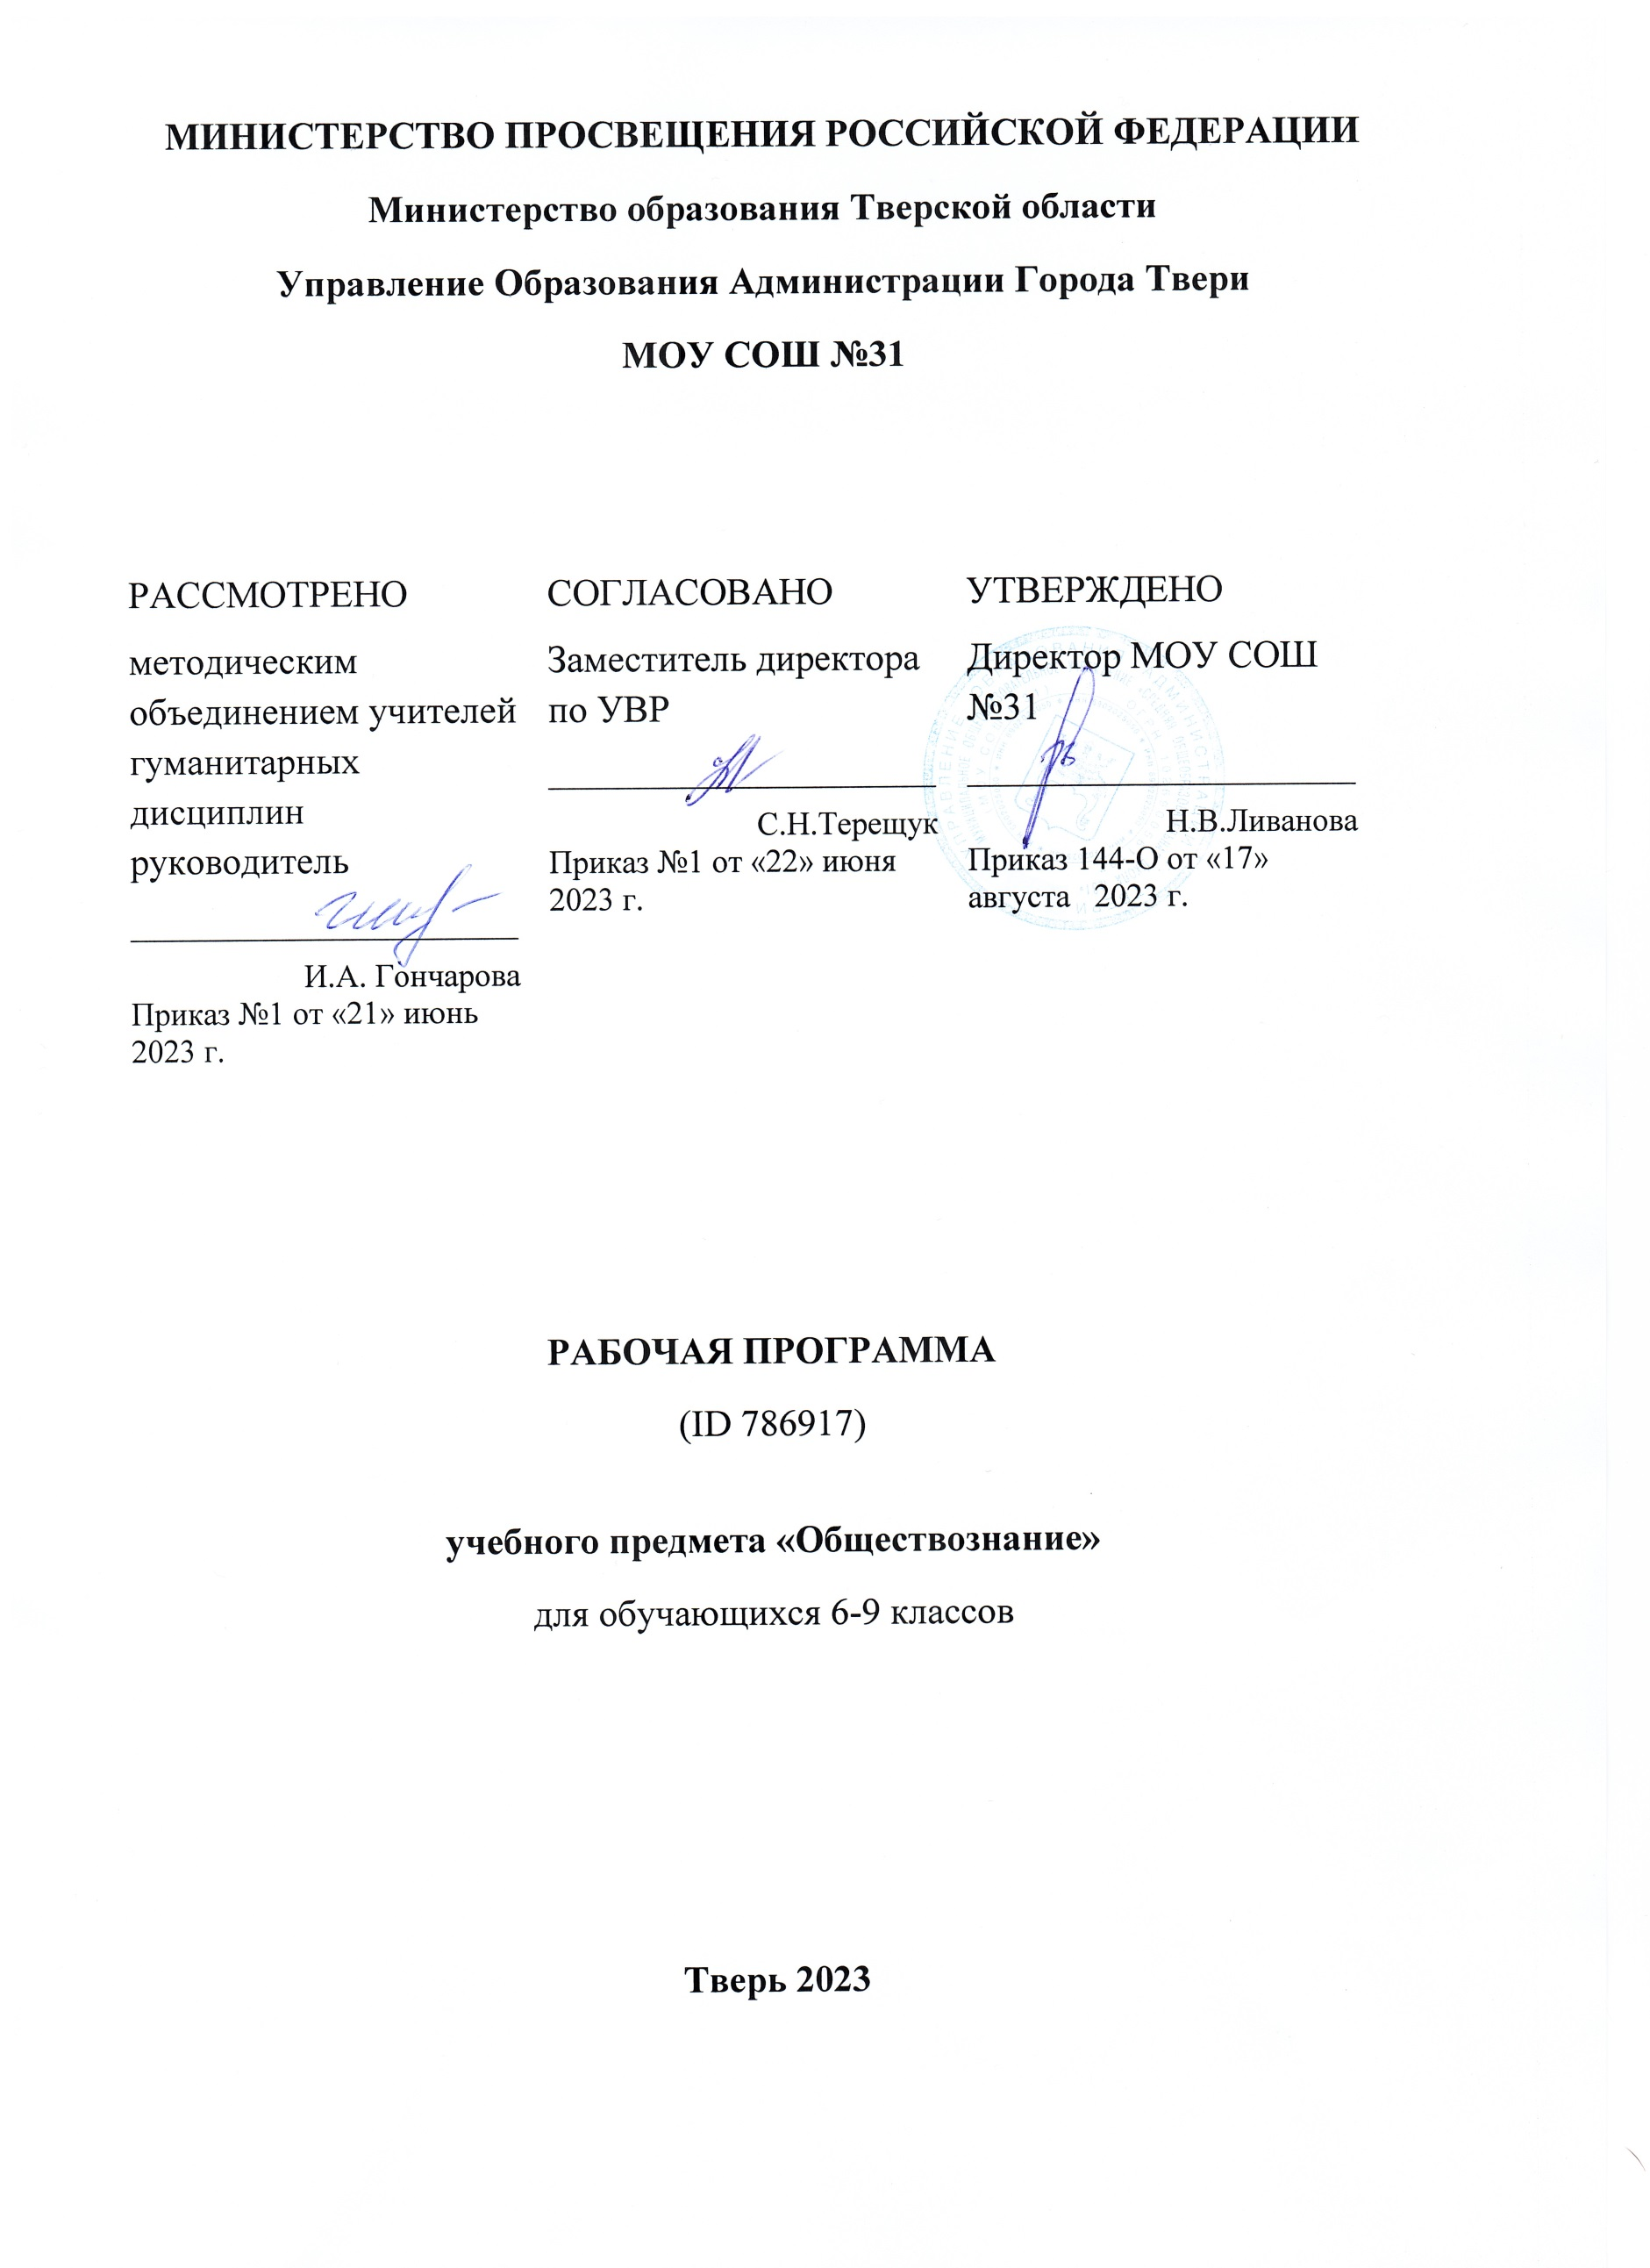 МИНИСТЕРСТВО ПРОСВЕЩЕНИЯ РОССИЙСКОЙ ФЕДЕРАЦИИ
Министерство образования Тверской области
Управление Образования Администрации Города Твери
МОУ СОШ №31
РАССМОТРЕНО
методическим
объединением учителей
гуманитарных
дисциплин
руководитель
И.А. Гончарова
Приказ №1 от «21» июнь
2023 г.
СОГЛАСОВАНО
Заместитель директора
по УВР
С.Н.Терещук
Приказ №1 от «22» июня
2023 г.
УТВЕРЖДЕНО
Директор МОУ СОШ
№31
Н.В.Ливанова
Приказ 144-О от «17»
августа 2023 г.
РАБОЧАЯ ПРОГРАММА
(ID 786917)
учебного предмета «Обществознание»
для обучающихся 6-9 классов
Тверь 2023